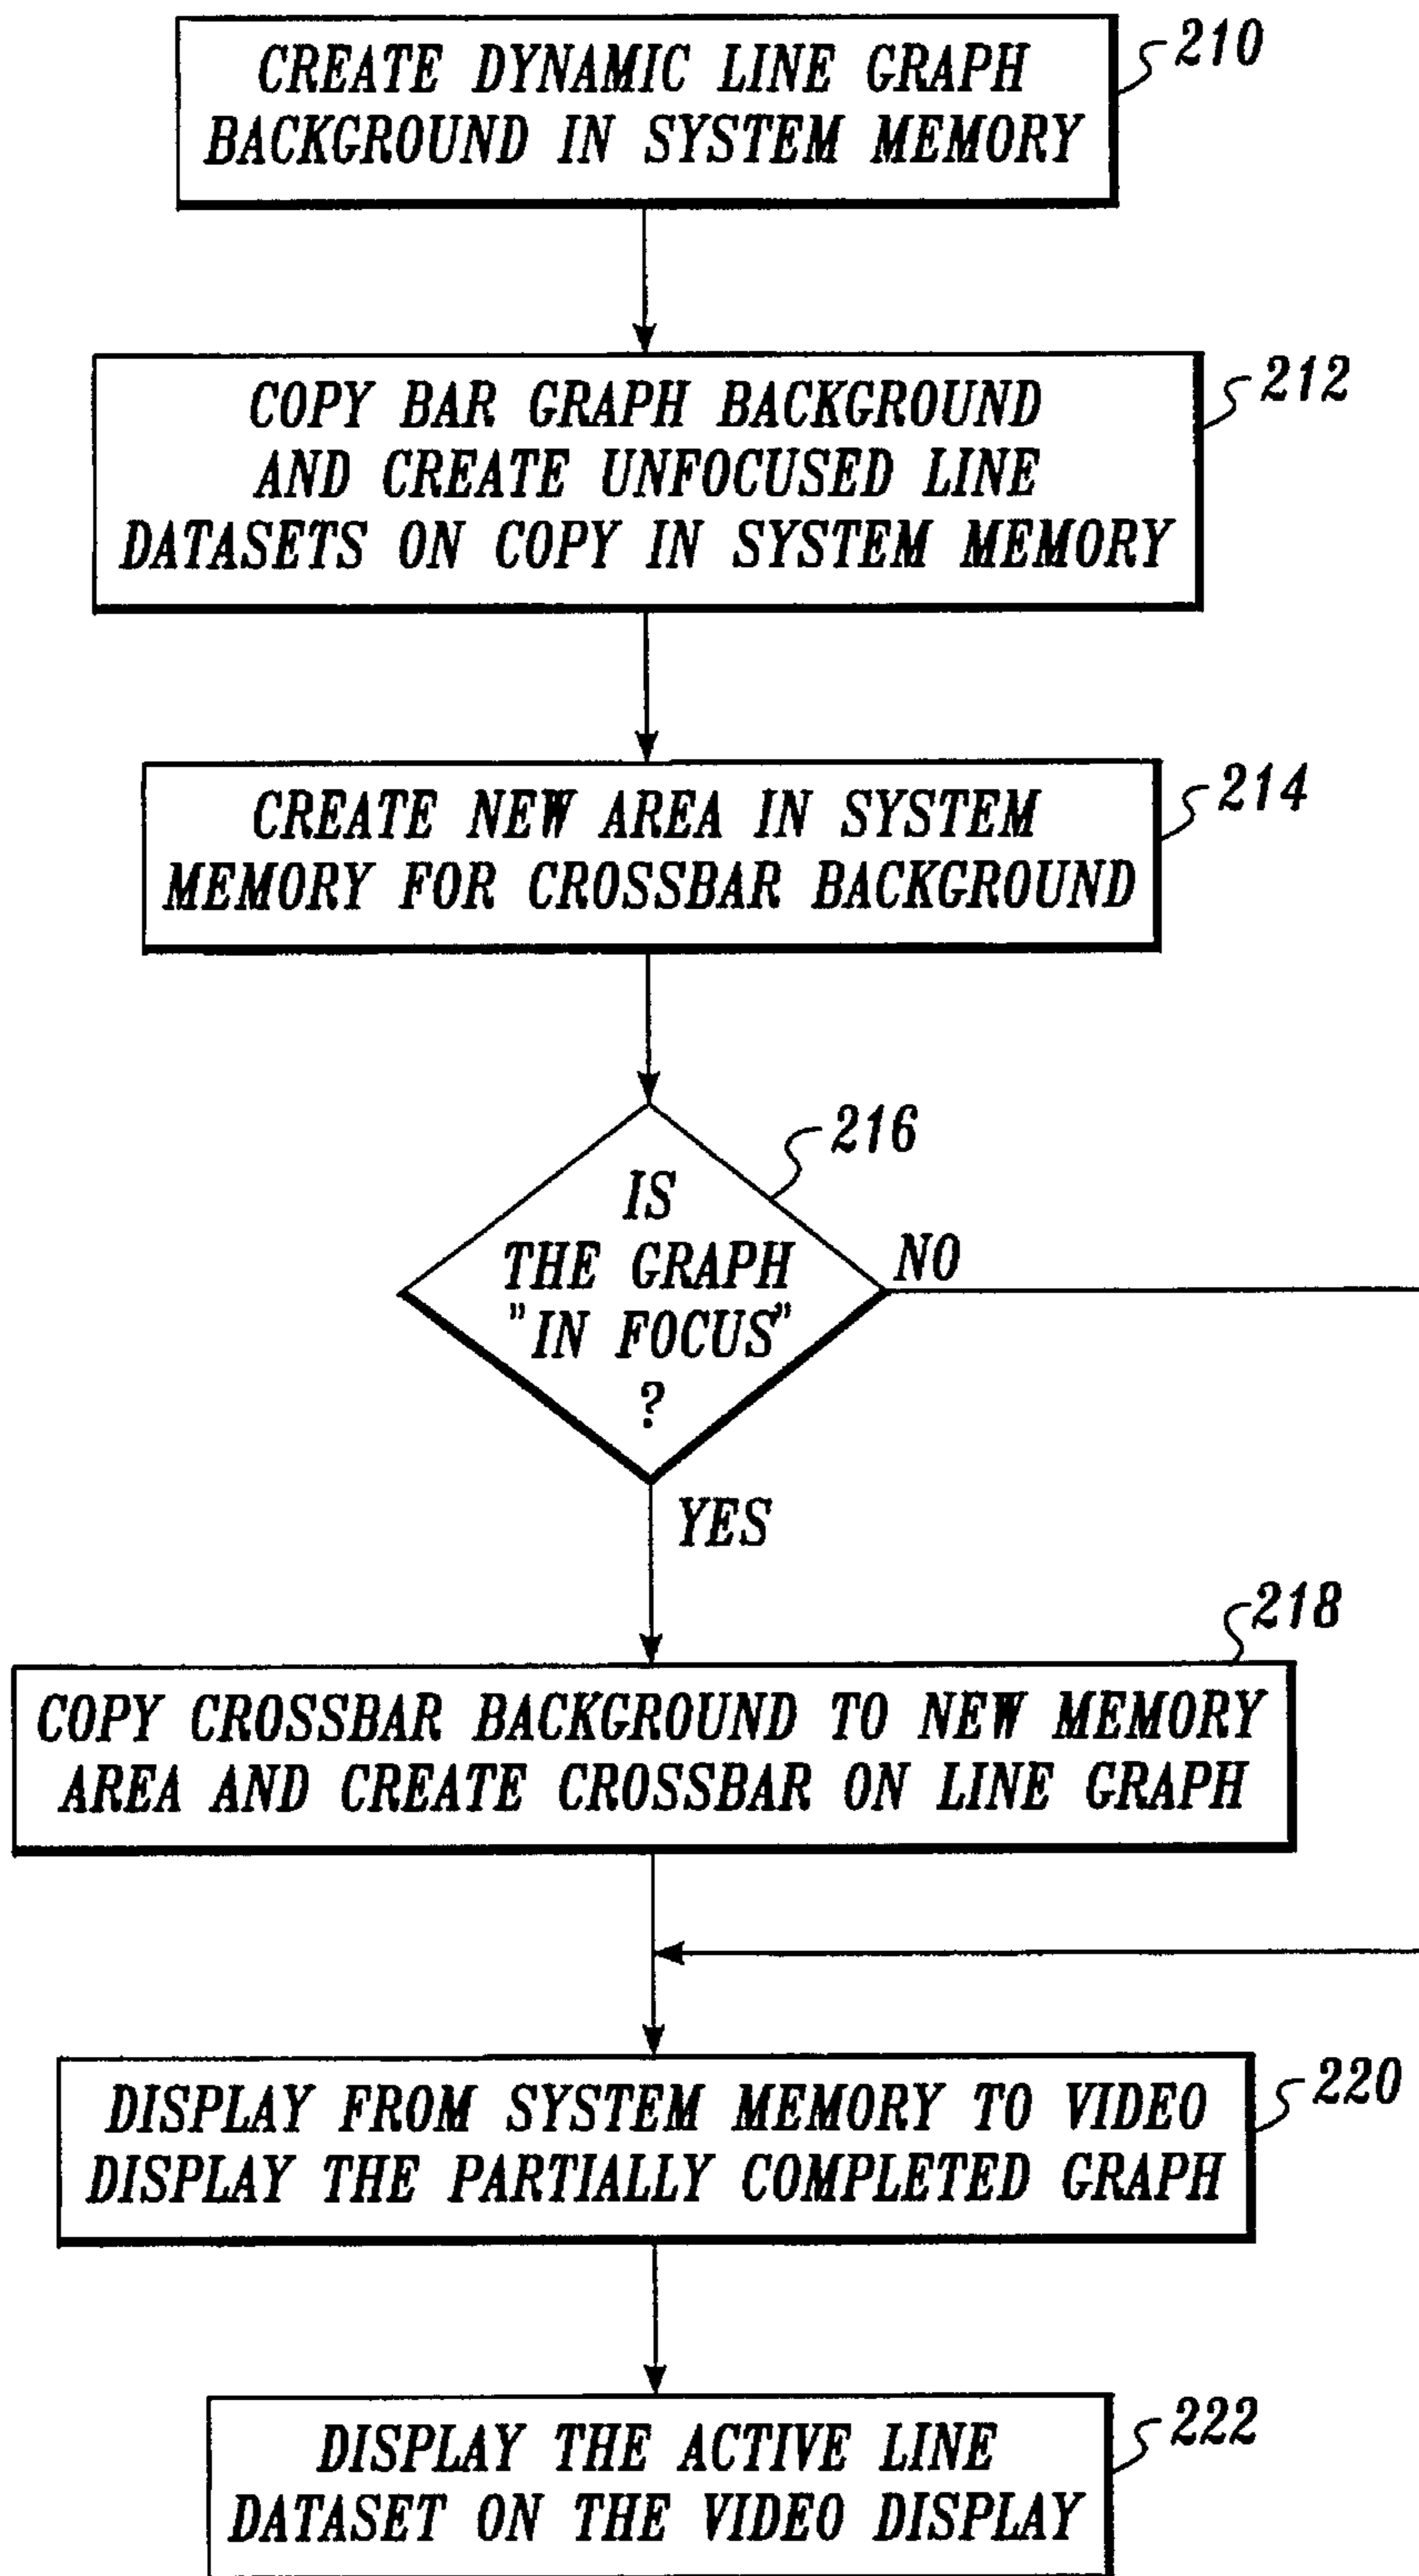 210
CREATE DYNAMIC LINE GRAPH
BACKGROUND IN SYSTEM MEMORY
212
COPY BAR GRAPH BACKGROUND
AND CREATE UNFOCUSED LINE
DATASETS ON COPY IN SYSTEM MEMORY
214
CREATE NEW AREA IN SYSTEM
MEMORY FOR CROSSBAR BACKGROUND
216
IS
THE GRAPH
"IN FOCUS"
?
NO
YES
218
COPY CROSSBAR BACKGROUND TO NEW MEMORY
AREA AND CREATE CROSSBAR ON LINE GRAPH
220
DISPLAY FROM SYSTEM MEMORY TO VIDEO
DISPLAY THE PARTIALLY COMPLETED GRAPH
222
DISPLAY THE ACTIVE LINE
DATASET ON THE VIDEO DISPLAY